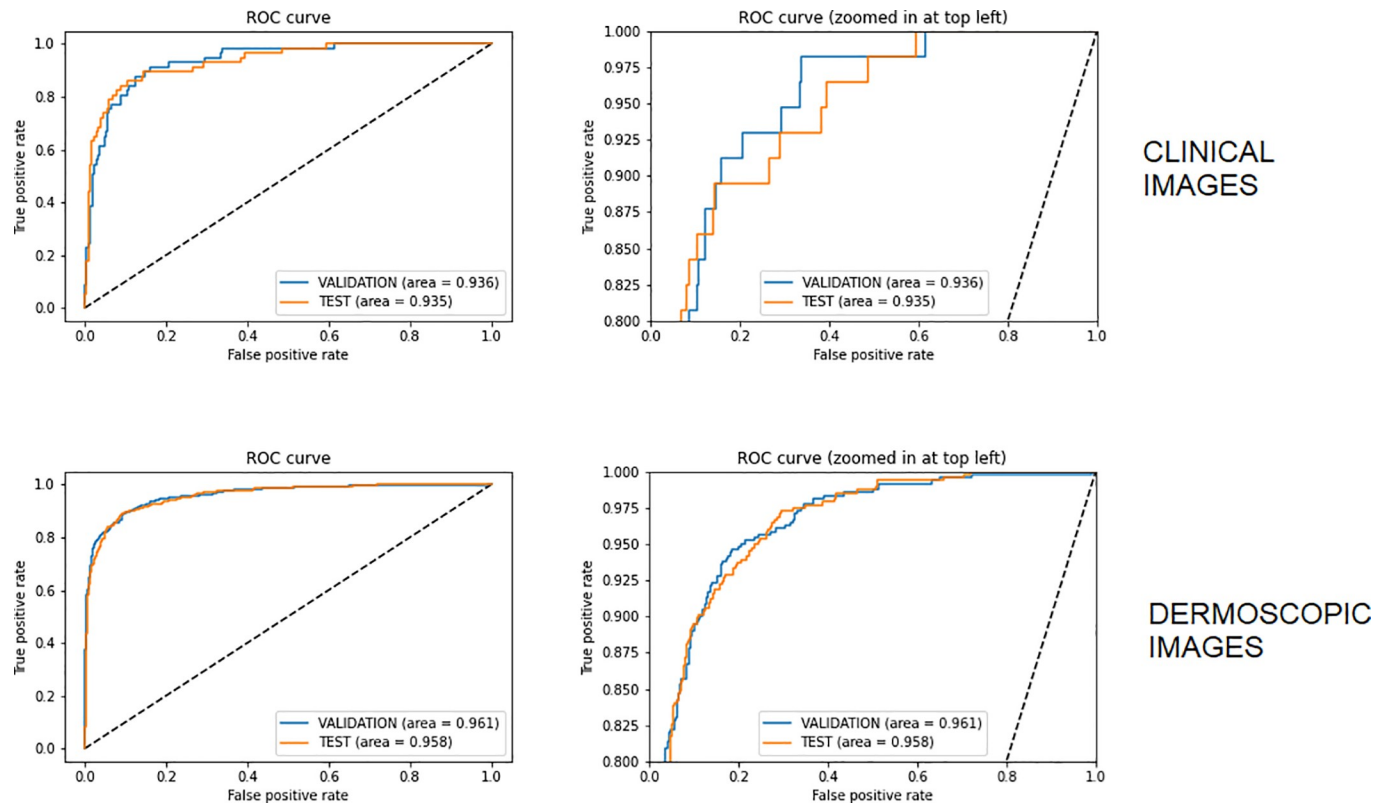 ROC curve
1.0
0.8
0.6
0.4
0.2
0.0
True positive rate
VALIDATION (area = 0.936)
TEST (area = 0.935)
0.0 0.2 0.4 0.6 0.8 1.0
False positive rate
ROC curve (zoomed in at top left)
1.000
0.975
0.950
0.925
0.900
0.875
0.850
0.825
0.800
True positive rate
VALIDATION (area = 0.936)
TEST (area = 0.935)
0.0 0.2 0.4 0.6 0.8 1.0
False positive rate
CLINICAL
IMAGES
ROC curve
1.0
0.8
0.6
0.4
0.2
0.0
True positive rate
VALIDATION (area = 0.961)
TEST (area = 0.958)
0.0 0.2 0.4 0.6 0.8 1.0
False positive rate
ROC curve (zoomed in at top left)
1.000
0.975
0.950
0.925
0.900
0.875
0.850
0.825
0.800
True positive rate
VALIDATION (area = 0.961)
TEST (area = 0.958)
0.0 0.2 0.4 0.6 0.8 1.0
False positive rate
DERMOSCOPIC
IMAGES